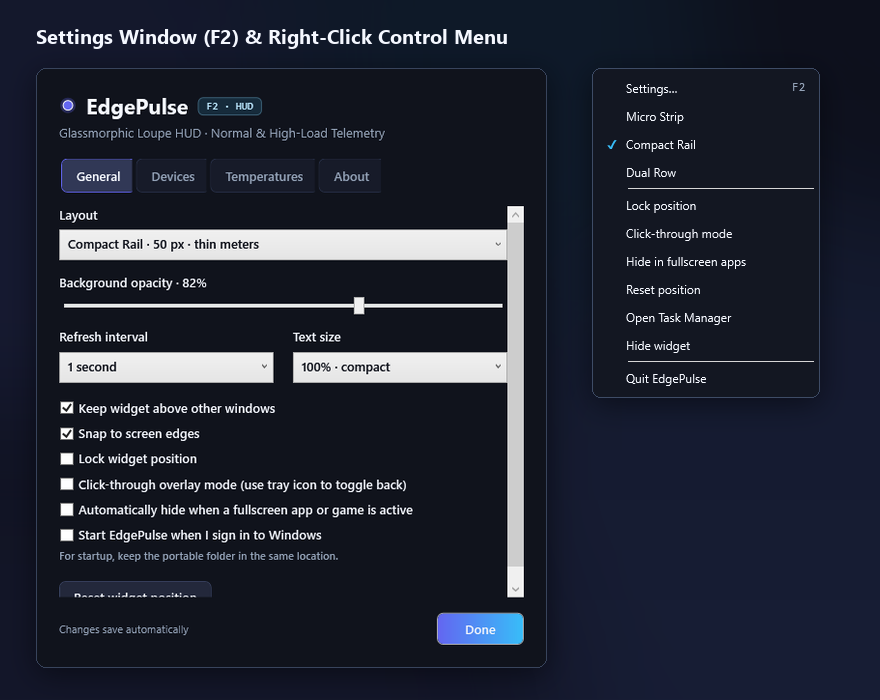 Settings Window (F2) & Right-Click Control Menu
EdgePulse
F2 · HUD
Glassmorphic Loupe HUD · Normal & High-Load Telemetry
General Devices Temperatures About
Layout
Compact Rail · 50 px · thin meters
Background opacity · 82%
Refresh interval Text size
1 second 100% · compact
Keep widget above other windows
Snap to screen edges
Lock widget position
Click-through overlay mode (use tray icon to toggle back)
Automatically hide when a fullscreen app or game is active
Start EdgePulse when I sign in to Windows
For startup, keep the portable folder in the same location.
Reset widget position
Changes save automatically
Done
Settings... F2
Micro Strip
✓ Compact Rail
Dual Row
Lock position
Click-through mode
Hide in fullscreen apps
Reset position
Open Task Manager
Hide widget
Quit EdgePulse